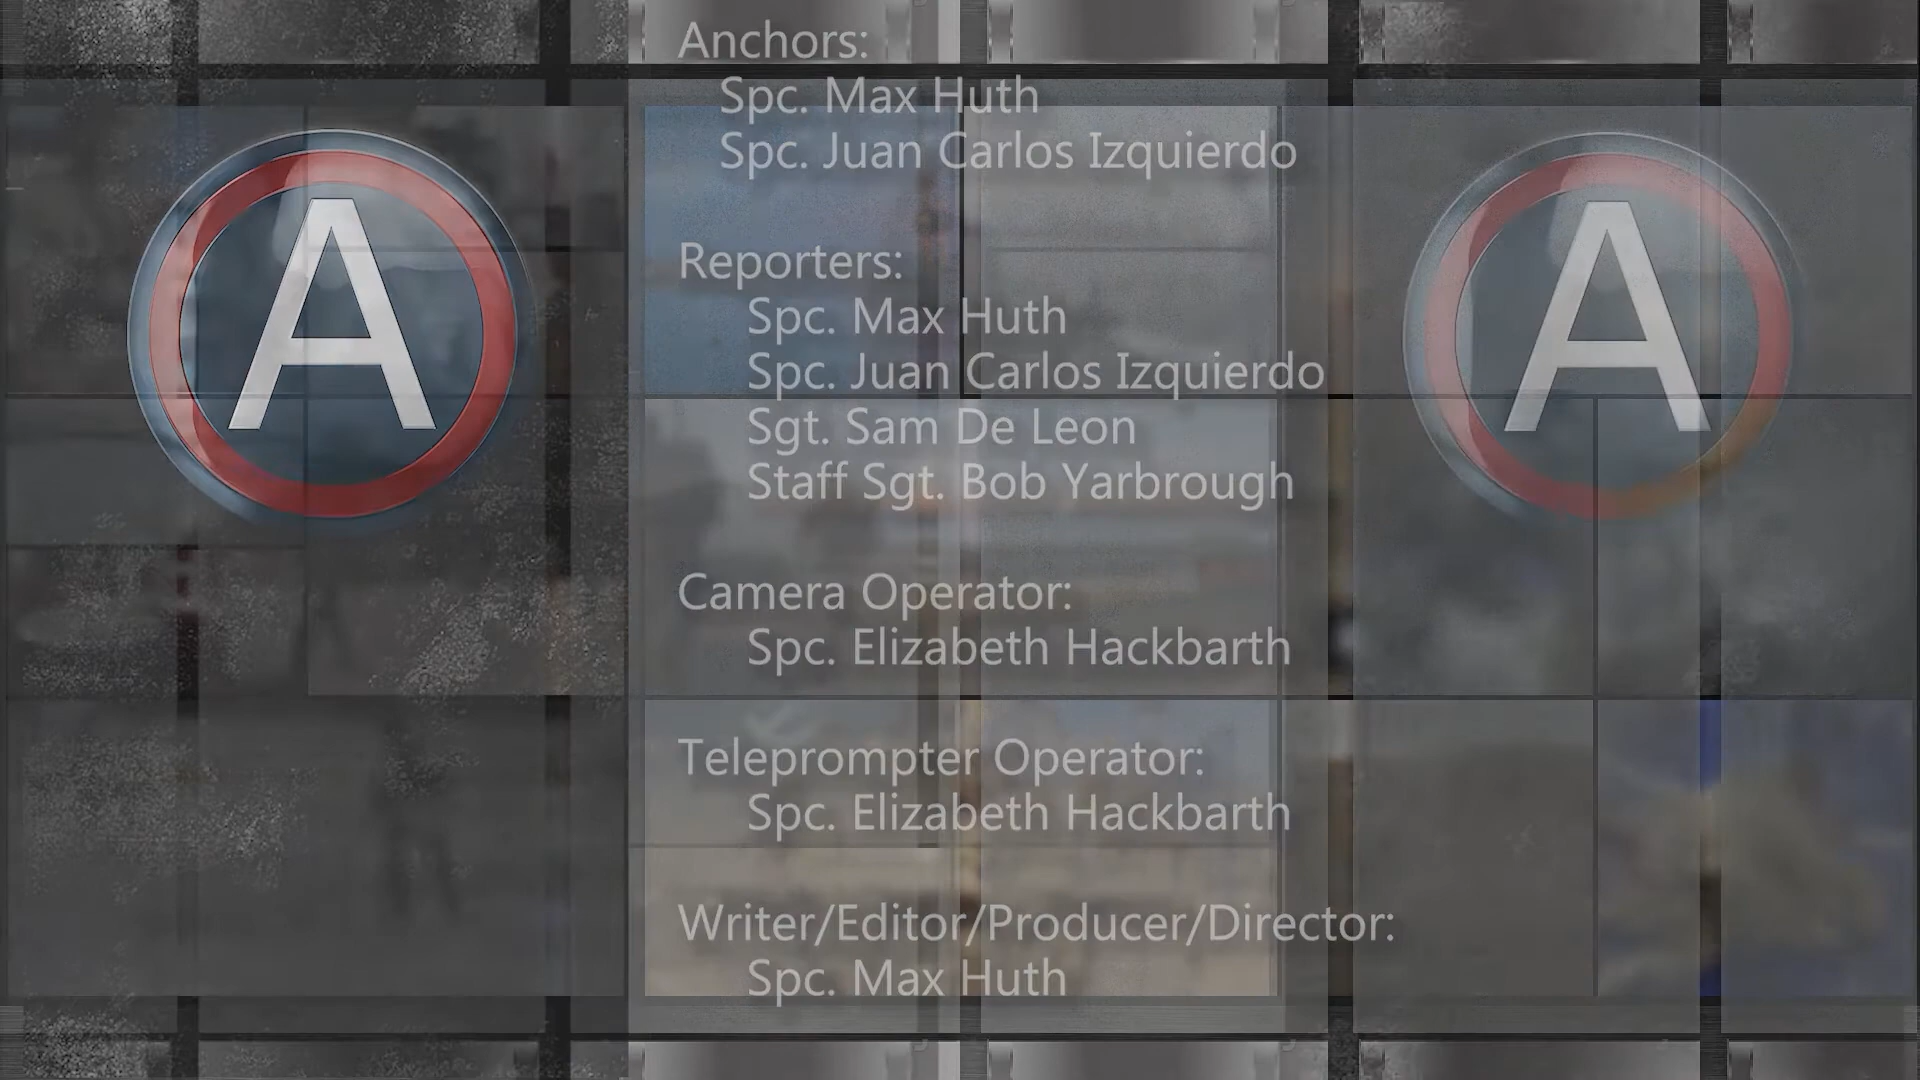 Anchors:
Spc. Max Huth
Spc. Juan Carlos Izquierdo
Reporters:
Spc. Max Huth
Spc. Juan Carlos Izquierdo
Sgt. Sam De Leon
Staff Sgt. Bob Yarbrough
Camera Operator:
Spc. Elizabeth Hackbarth
Teleprompter Operator:
Spc. Elizabeth Hackbarth
Writer/Editor/Producer/Director:
Spc. Max Huth
A
A